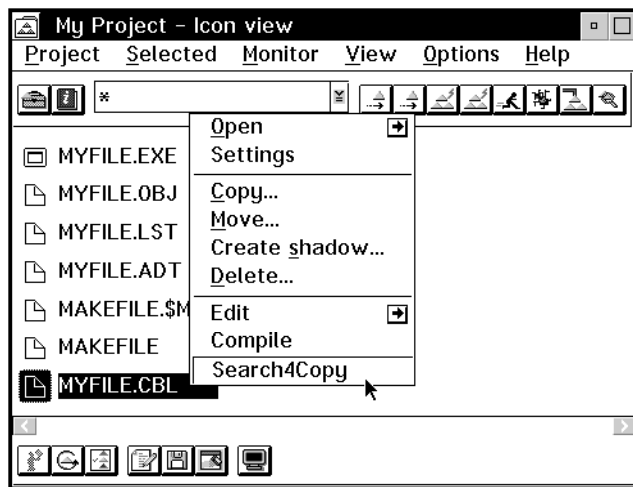 My Project - Icon view
Project Selected Monitor View Options Help
*
Open
Settings
Copy...
Move...
Create shadow...
Delete...
Edit
Compile
Search4Copy
MYFILE.EXE
MYFILE.OBJ
MYFILE.LST
MYFILE.ADT
MAKEFILE.$M
MAKEFILE
MYFILE.CBL